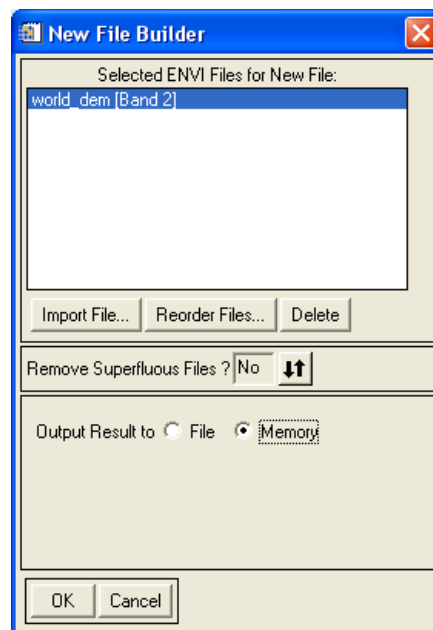 New File Builder
Selected ENVI Files for New File:
world_dem [Band 2]
Import File... Reorder Files... Delete
Remove Superfluous Files ? No
Output Result to File Memory
OK Cancel